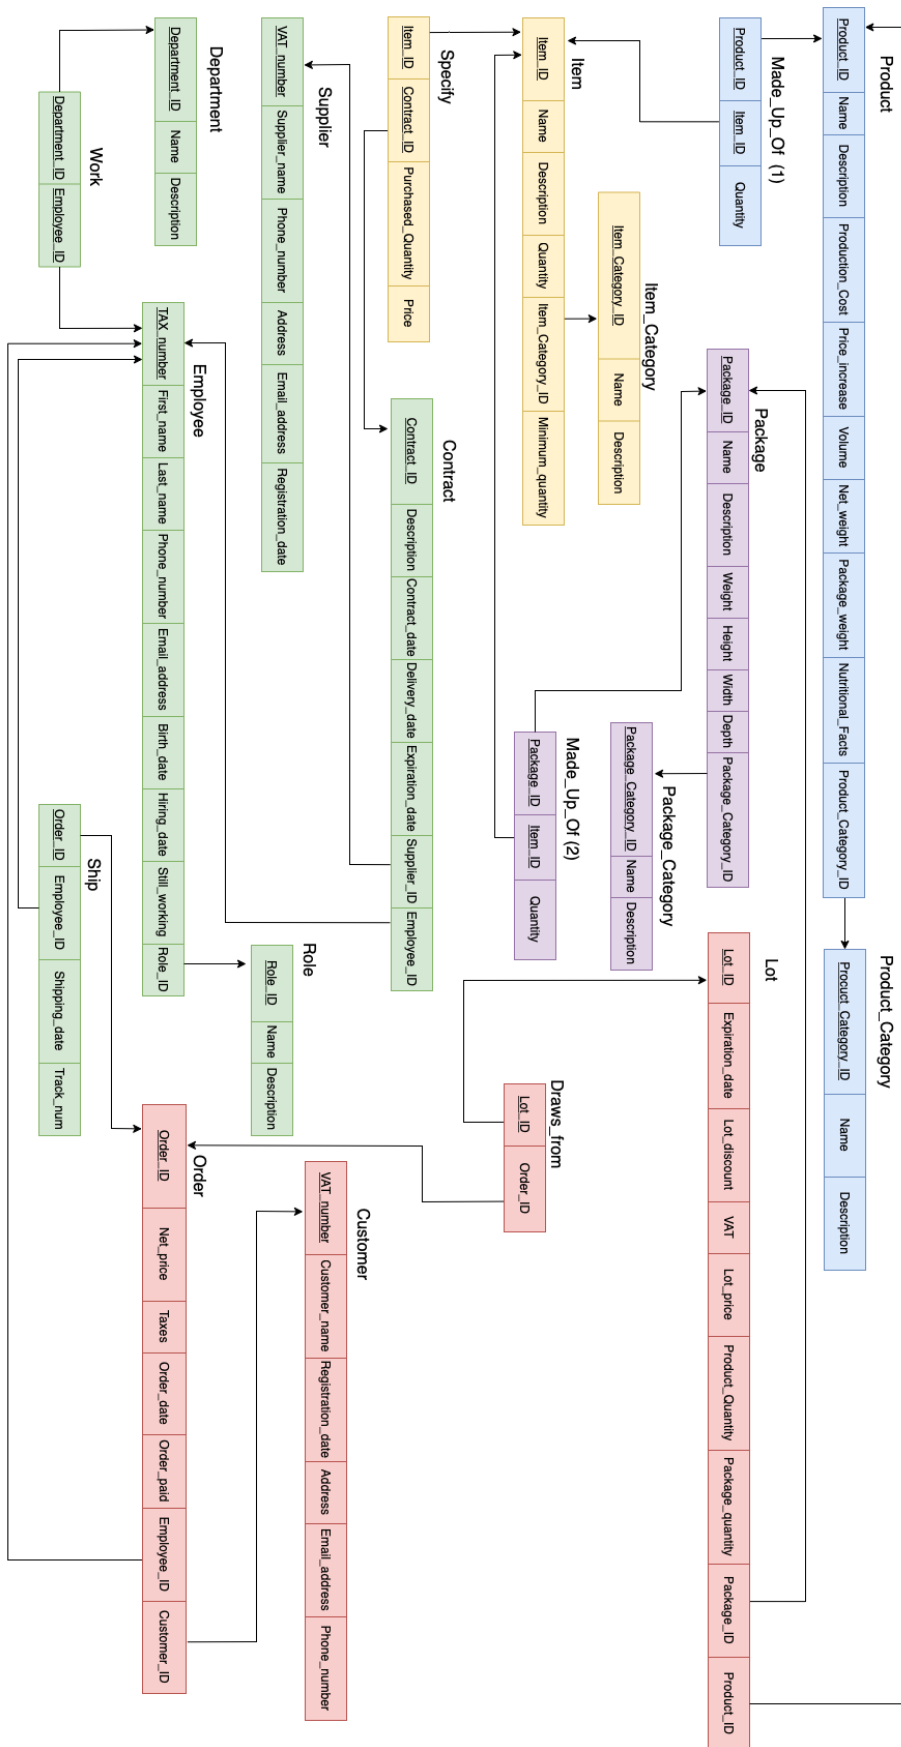 Product
Product_ID Name Description Production_Cost Price_increase Volume Net_weight Package_weight Nutritional_Facts Product_Category_ID
Product_Category
Procuct_Category_ID Name Description
Made_Up_Of (1)
Product_ID Item_ID Quantity
Package
Package_ID Name Description Weight Height Width Depth Package_Category_ID
Lot
Lot_ID Expiration_date Lot_discount VAT Lot_price Product_Quantity Package_quantity Package_ID Product_ID
Item_Category
Item_Category_ID Name Description
Package_Category
Package_Category_ID Name Description
Item
Item_ID Name Description Quantity Item_Category_ID Minimum_quantity
Made_Up_Of (2)
Package_ID Item_ID Quantity
Draws_from
Lot_ID Order_ID
Specify
Item_ID Contract_ID Purchased_Quantity Price
Contract
Contract_ID Description Contract_date Delivery_date Expiration_date Supplier_ID Employee_ID
Supplier
VAT_number Supplier_name Phone_number Address Email_address Registration_date
Customer
VAT_number Customer_name Registration_date Address Email_address Phone_number
Role
Role_ID Name Description
Department
Department_ID Name Description
Employee
TAX_number First_name Last_name Phone_number Email_address Birth_date Hiring_date Still_working Role_ID
Order
Order_ID Net_price Taxes Order_date Order_paid Employee_ID Customer_ID
Work
Department_ID Employee_ID
Ship
Order_ID Employee_ID Shipping_date Track_num